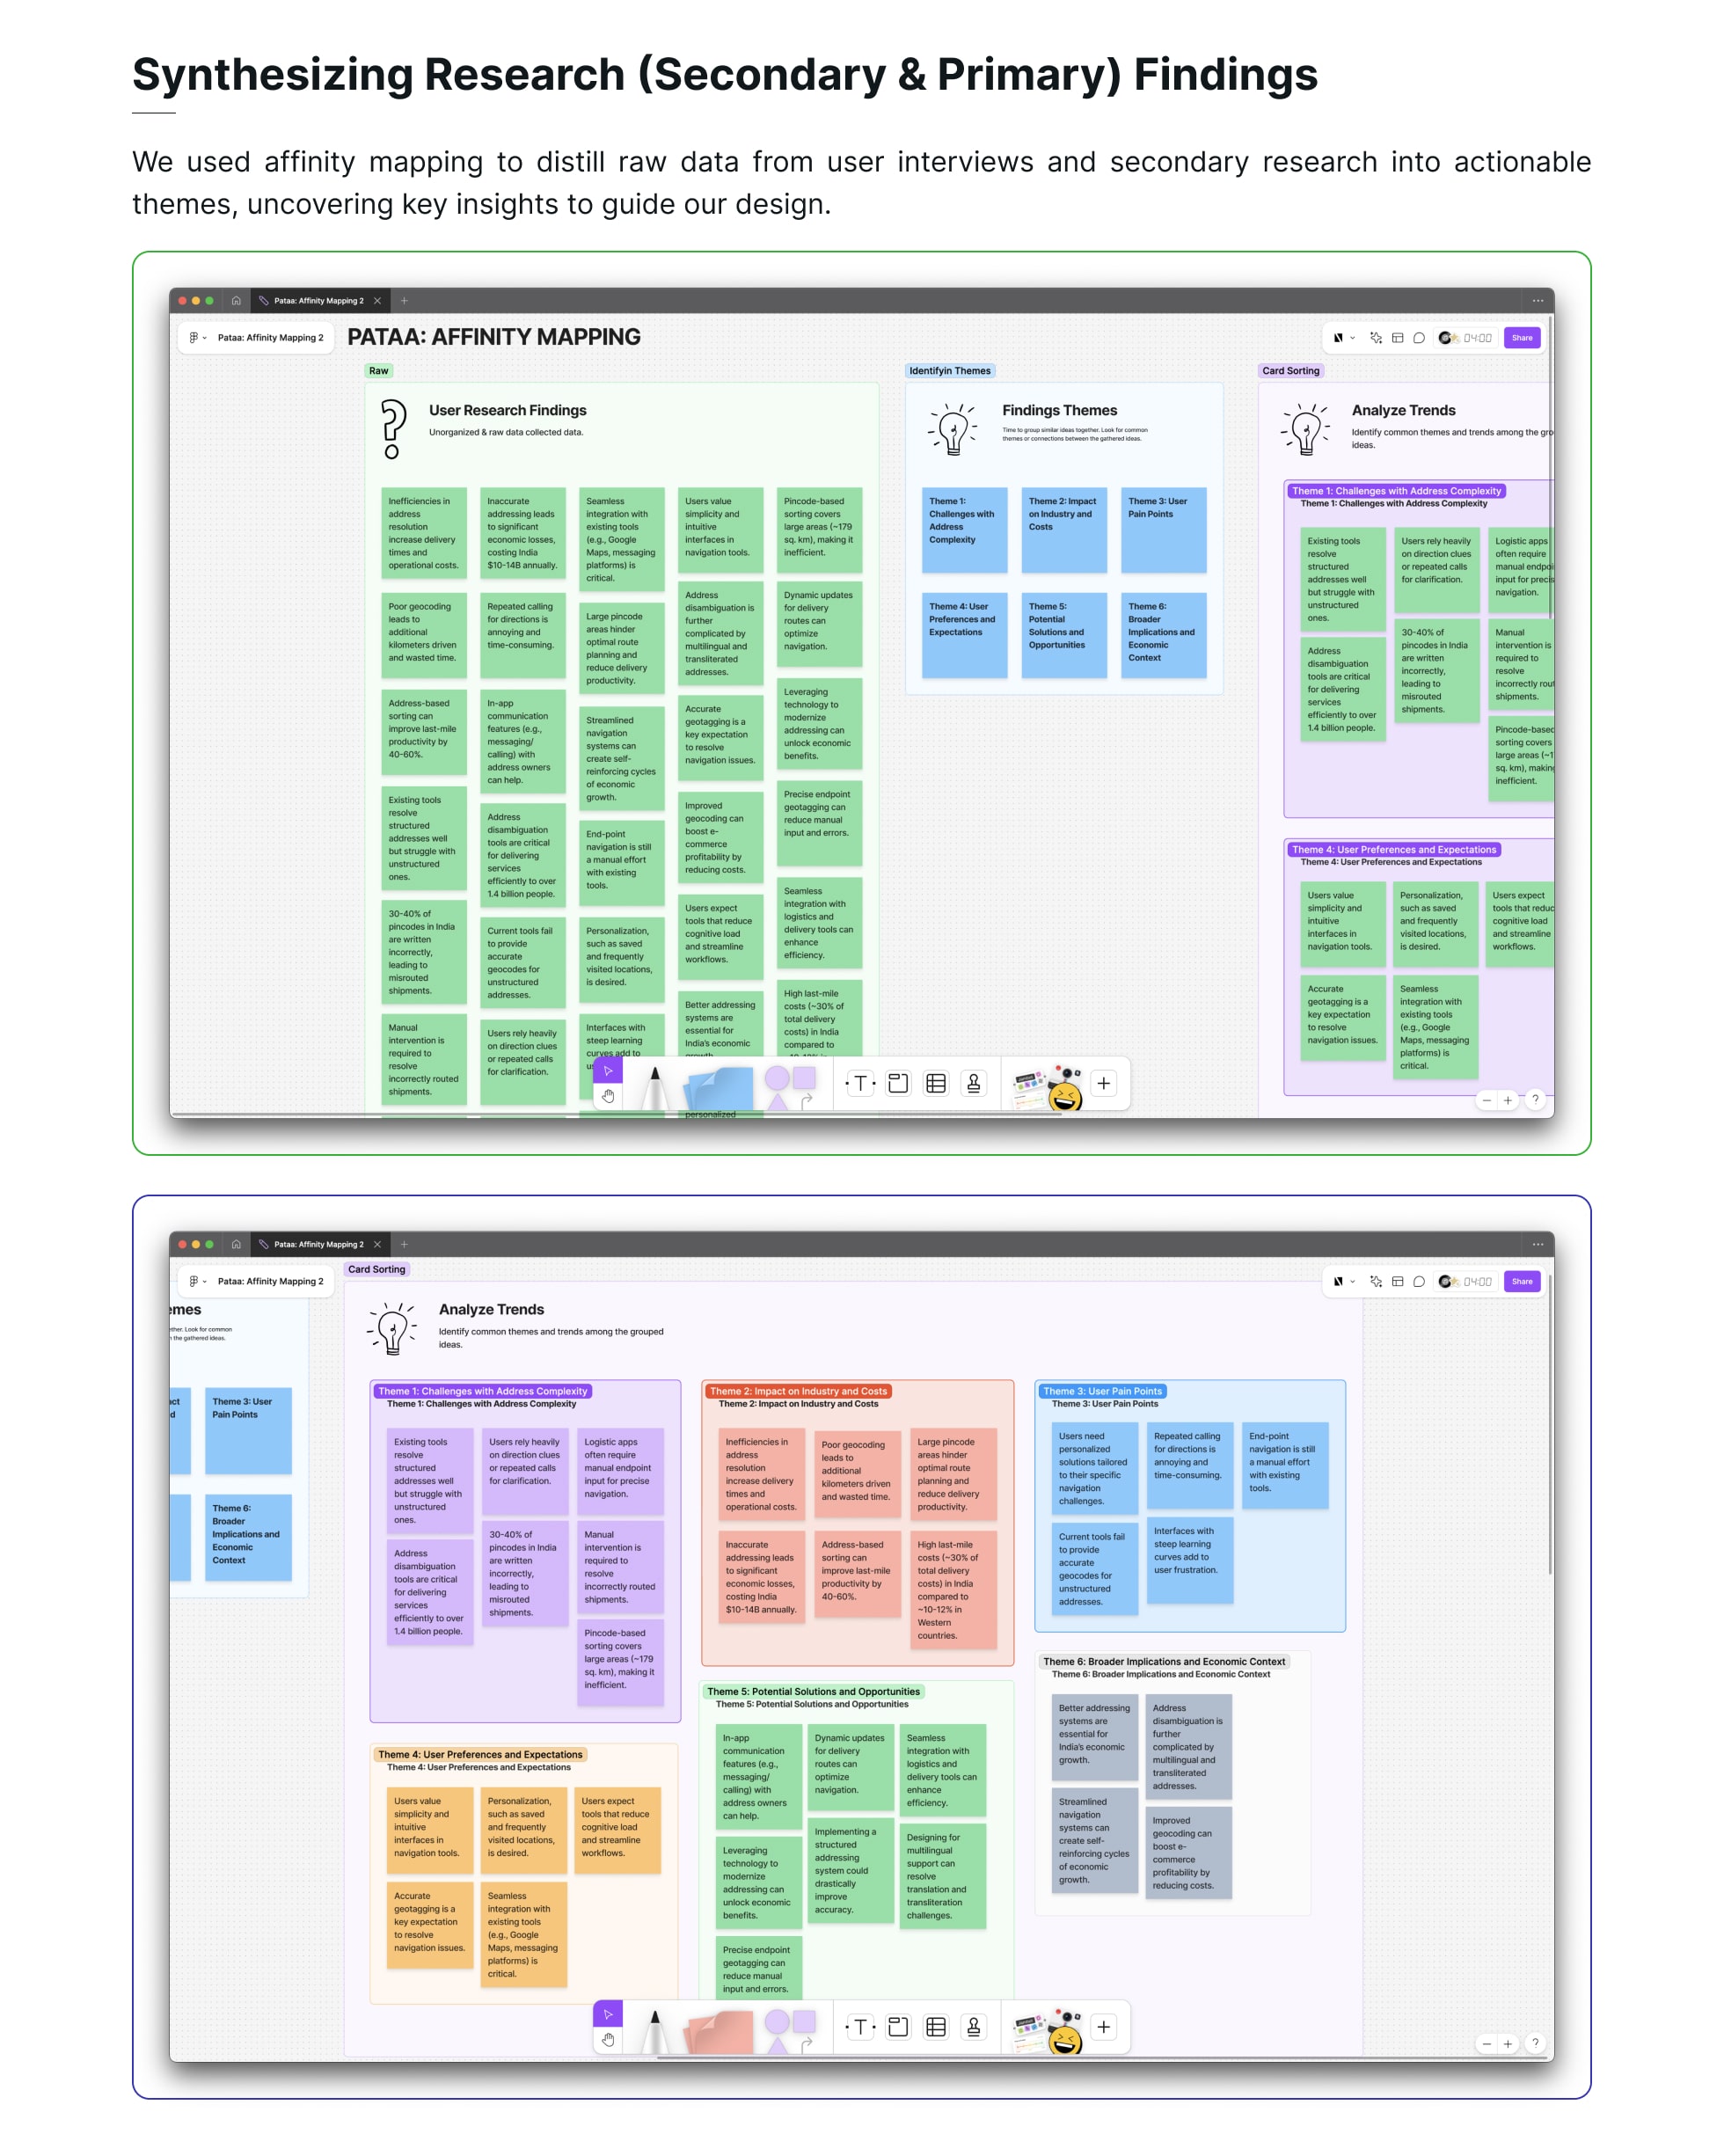 Synthesizing Research (Secondary & Primary) Findings
We used affinity mapping to distill raw data from user interviews and secondary research into actionable
themes, uncovering key insights to guide our design.
Pataa: Affinity Mapping 2
Pataa: Affinity Mapping 2
PATAA: AFFINITY MAPPING
04:00
Share
Raw
User Research Findings
Unorganized & raw data collected data.
Inefficiencies in
address
resolution
increase delivery
times and
operational costs.
Poor geocoding
leads to
additional
kilometers driven
and wasted time.
Address-based
sorting can
improve last-mile
productivity by
40-60%.
Existing tools
resolve
structured
addresses well
but struggle with
unstructured
ones.
30-40% of
pincodes in India
are written
incorrectly,
leading to
misrouted
shipments.
Manual
intervention is
required to
resolve
incorrectly routed
shipments.
Inaccurate
addressing leads
to significant
economic losses,
costing India
$10-14B annually.
Repeated calling
for directions is
annoying and
time-consuming.
In-app
communication
features (e.g.,
messaging/
calling) with
address owners
can help.
Address
disambiguation
tools are critical
for delivering
services
efficiently to over
1.4 billion people.
Current tools fail
to provide
accurate
geocodes for
unstructured
addresses.
Users rely heavily
on direction clues
or repeated calls
for clarification.
Seamless
integration with
existing tools
(e.g., Google
Maps, messaging
platforms) is
critical.
Large pincode
areas hinder
optimal route
planning and
reduce delivery
productivity.
Streamlined
navigation
systems can
create self-
reinforcing cycles
of economic
growth.
End-point
navigation is still
a manual effort
with existing
tools.
Personalization,
such as saved
and frequently
visited locations,
is desired.
Interfaces with
steep learning
curves add to
Users value
simplicity and
intuitive
interfaces in
navigation tools.
Address
disambiguation is
further
complicated by
multilingual and
transliterated
addresses.
Accurate
geotagging is a
key expectation
to resolve
navigation issues.
Improved
geocoding can
boost e-
commerce
profitability by
reducing costs.
Users expect
tools that reduce
cognitive load
and streamline
workflows.
Better addressing
systems are
essential for
India's economic
growth.
personalized
Pincode-based
sorting covers
large areas (~179
sq. km), making it
inefficient.
Dynamic updates
for delivery
routes can
optimize
navigation.
Leveraging
technology to
modernize
addressing can
unlock economic
benefits.
Precise endpoint
geotagging can
reduce manual
input and errors.
Seamless
integration with
logistics and
delivery tools can
enhance
efficiency.
High last-mile
costs (~30% of
total delivery
costs) in India
compared to
Identifyin Themes
Findings Themes
Time to group similar ideas together. Look for common
themes or connections between the gathered ideas.
Theme 1:
Challenges with
Address
Complexity
Theme 2: Impact
on Industry and
Costs
Theme 3: User
Pain Points
Theme 4: User
Preferences and
Expectations
Theme 5:
Potential
Solutions and
Opportunities
Theme 6:
Broader
Implications and
Economic
Context
Card Sorting
Analyze Trends
Identify common themes and trends among the gro
ideas.
Theme 1: Challenges with Address Complexity
Theme 1: Challenges with Address Complexity
Existing tools
resolve
structured
addresses well
but struggle with
unstructured
ones.
Address
disambiguation
tools are critical
for delivering
services
efficiently to over
1.4 billion people.
Users rely heavily
on direction clues
or repeated calls
for clarification.
30-40% of
pincodes in India
are written
incorrectly,
leading to
misrouted
shipments.
Logistic apps
often require
manual endpoi
input for precis
navigation.
Manual
intervention is
required to
resolve
incorrectly rout
shipments.
Pincode-based
sorting covers
large areas (~1
sq. km), making
inefficient.
Theme 4: User Preferences and Expectations
Theme 4: User Preferences and Expectations
Users value
simplicity and
intuitive
interfaces in
navigation tools.
Personalization,
such as saved
and frequently
visited locations,
is desired.
Users expect
tools that reduc
cognitive load
and streamline
workflows.
Accurate
geotagging is a
key expectation
to resolve
navigation issues.
Seamless
integration with
existing tools
(e.g., Google
Maps, messaging
platforms) is
critical.
Pataa: Affinity Mapping 2
Pataa: Affinity Mapping 2
04:00
Share
emes
ether. Look for common
n the gathered ideas.
act
d
Theme 3: User
Pain Points
Theme 6:
Broader
Implications and
Economic
Context
Card Sorting
Analyze Trends
Identify common themes and trends among the grouped
ideas.
Theme 1: Challenges with Address Complexity
Theme 1: Challenges with Address Complexity
Existing tools
resolve
structured
addresses well
but struggle with
unstructured
ones.
Address
disambiguation
tools are critical
for delivering
services
efficiently to over
1.4 billion people.
Users rely heavily
on direction clues
or repeated calls
for clarification.
30-40% of
pincodes in India
are written
incorrectly,
leading to
misrouted
shipments.
Logistic apps
often require
manual endpoint
input for precise
navigation.
Manual
intervention is
required to
resolve
incorrectly routed
shipments.
Pincode-based
sorting covers
large areas (~179
sq. km), making it
inefficient.
Theme 2: Impact on Industry and Costs
Theme 2: Impact on Industry and Costs
Inefficiencies in
address
resolution
increase delivery
times and
operational costs.
Poor geocoding
leads to
additional
kilometers driven
and wasted time.
Large pincode
areas hinder
optimal route
planning and
reduce delivery
productivity.
Inaccurate
addressing leads
to significant
economic losses,
costing India
$10-14B annually.
Address-based
sorting can
improve last-mile
productivity by
40-60%.
High last-mile
costs (~30% of
total delivery
costs) in India
compared to
~10-12% in
Western
countries.
Theme 3: User Pain Points
Theme 3: User Pain Points
Users need
personalized
solutions tailored
to their specific
navigation
challenges.
Repeated calling
for directions is
annoying and
time-consuming.
End-point
navigation is still
a manual effort
with existing
tools.
Current tools fail
to provide
accurate
geocodes for
unstructured
addresses.
Interfaces with
steep learning
curves add to
user frustration.
Theme 4: User Preferences and Expectations
Theme 4: User Preferences and Expectations
Users value
simplicity and
intuitive
interfaces in
navigation tools.
Personalization,
such as saved
and frequently
visited locations,
is desired.
Users expect
tools that reduce
cognitive load
and streamline
workflows.
Accurate
geotagging is a
key expectation
to resolve
navigation issues.
Seamless
integration with
existing tools
(e.g., Google
Maps, messaging
platforms) is
critical.
Theme 5: Potential Solutions and Opportunities
Theme 5: Potential Solutions and Opportunities
In-app
communication
features (e.g.,
messaging/
calling) with
address owners
can help.
Dynamic updates
for delivery
routes can
optimize
navigation.
Seamless
integration with
logistics and
delivery tools can
enhance
efficiency.
Leveraging
technology to
modernize
addressing can
unlock economic
benefits.
Implementing a
structured
addressing
system could
drastically
improve
accuracy.
Designing for
multilingual
support can
resolve
translation and
transliteration
challenges.
Precise endpoint
geotagging can
reduce manual
input and errors.
Theme 6: Broader Implications and Economic Context
Theme 6: Broader Implications and Economic Context
Better addressing
systems are
essential for
India's economic
growth.
Address
disambiguation is
further
complicated by
multilingual and
transliterated
addresses.
Streamlined
navigation
systems can
create self-
reinforcing cycles
of economic
growth.
Improved
geocoding can
boost e-
commerce
profitability by
reducing costs.